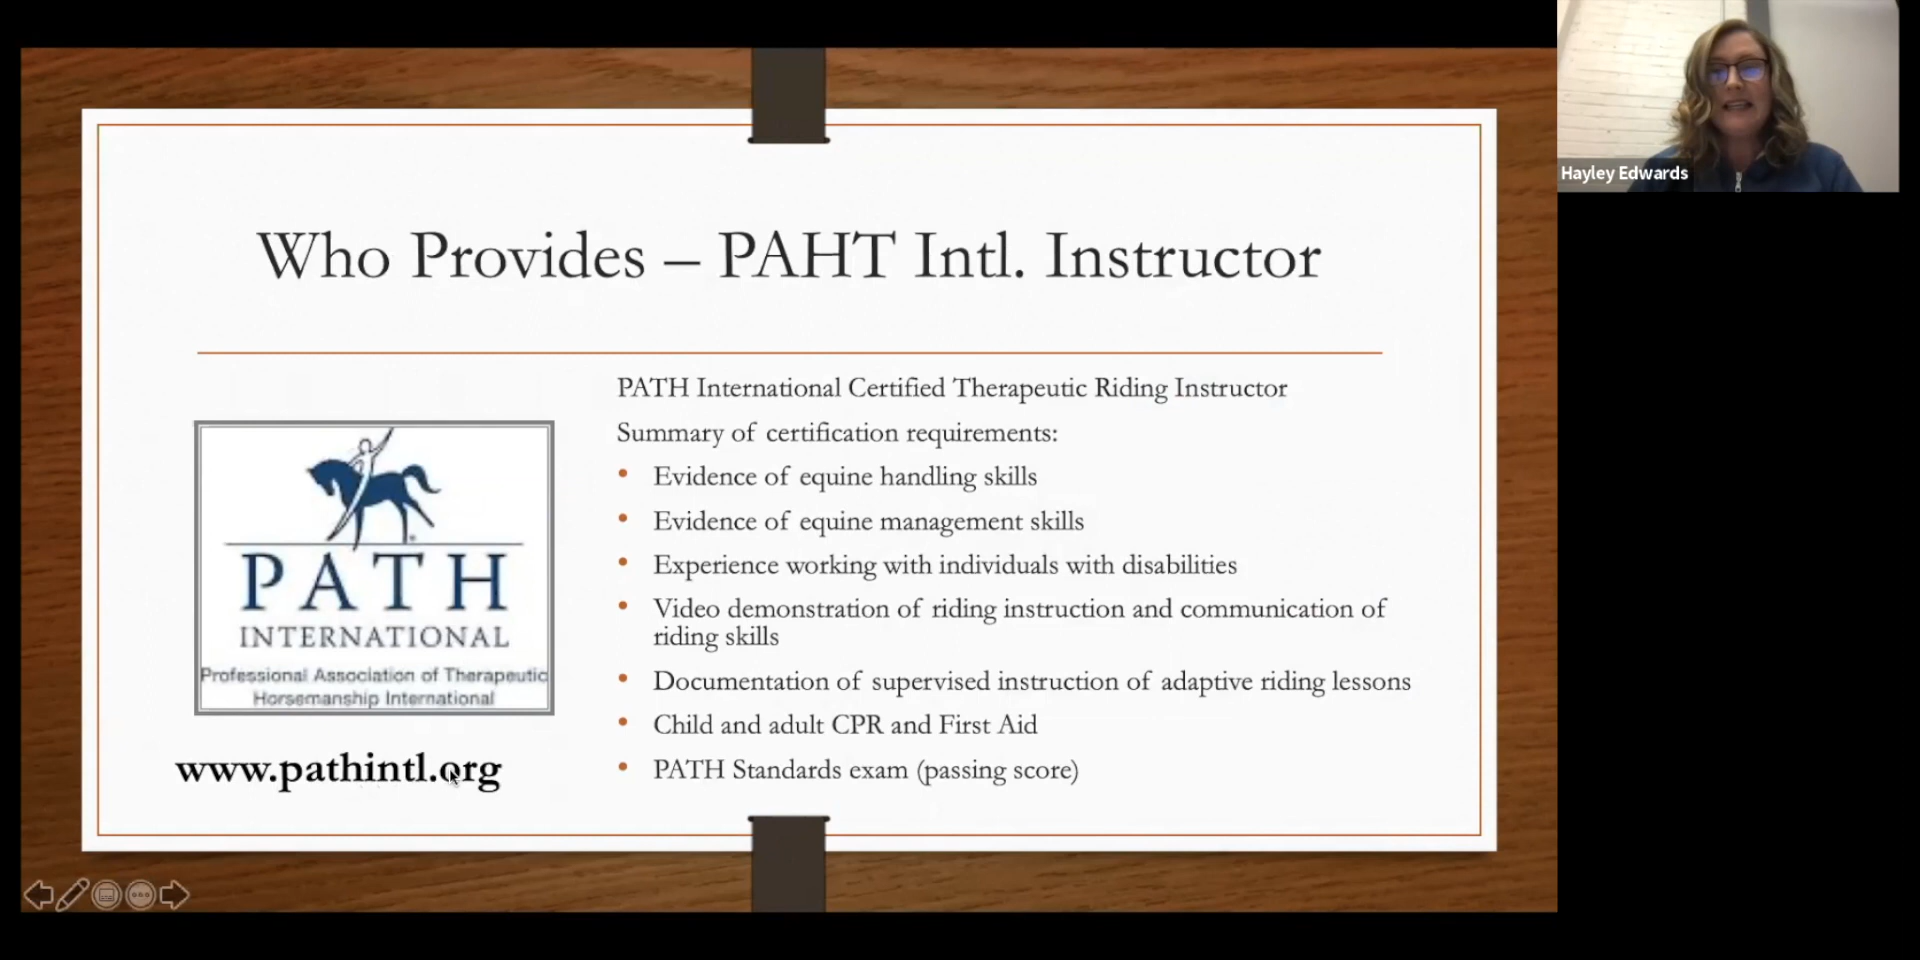 Who Provides – PAHT Intl. Instructor
PATH International Certified Therapeutic Riding Instructor
Summary of certification requirements:
• Evidence of equine handling skills
• Evidence of equine management skills
• Experience working with individuals with disabilities
• Video demonstration of riding instruction and communication of
riding skills
• Documentation of supervised instruction of adaptive riding lessons
• Child and adult CPR and First Aid
• PATH Standards exam (passing score)
PATH
INTERNATIONAL
Professional Association of Therapeutic
Horsemanship International
www.pathintl.org
Hayley Edwards